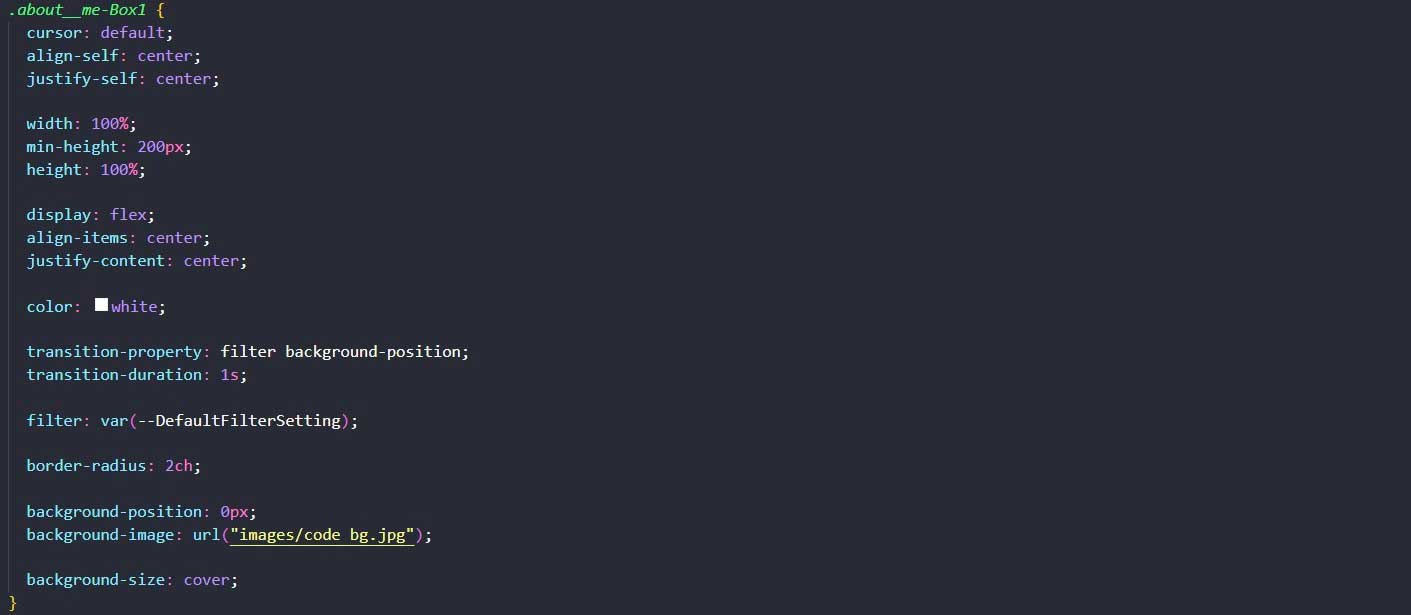 .about__me-Box1 {
cursor: default;
align-self: center;
justify-self: center;
width: 100%;
min-height: 200px;
height: 100%;
display: flex;
align-items: center;
justify-content: center;
color: white;
transition-property: filter background-position;
transition-duration: 1s;
filter: var(--DefaultFilterSetting);
border-radius: 2ch;
background-position: 0px;
background-image: url("images/code bg.jpg");
background-size: cover;
}